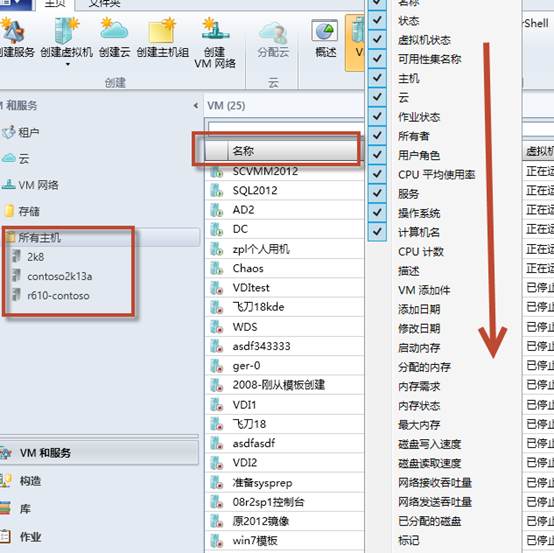 主页 文件夹
创建服务 创建虚拟机 创建云 创建主机组 创建 VM 网络 分配云 概述 V rShell
创建 云
M 和服务
租户
云
VM 网络
存储
所有主机
2k8
contoso2k13a
r610-contoso
VM 和服务
构造
库
作业
VM (25)
名称
SCVMM2012
SQL2012
AD2
DC
zpl个人用机
Chaos
VDItest
飞刀18kde
WDS
asdf343333
ger-0
2008-刚从模板创建
VDI1
飞刀18
asdfasdf
VDI2
准备sysprep
08r2sp1控制台
原2012镜像
win7模板
名称
状态
虚拟机状态
可用性集名称
主机
云
作业状态
所有者
用户角色
CPU 平均使用率
服务
操作系统
计算机名
CPU 计数
描述
VM 添加件
添加日期
修改日期
启动内存
分配的内存
内存需求
内存状态
最大内存
磁盘写入速度
磁盘读取速度
网络接收吞吐量
网络发送吞吐量
已分配的磁盘
标记
虚拟机
正在运
正在运
正在运
正在运
正在运
正在运
已停止
已停止
已停止
已停止
已停止
已停止
已停止
已停止
已停止
已停止
已停止
已停止
已停止
已停止